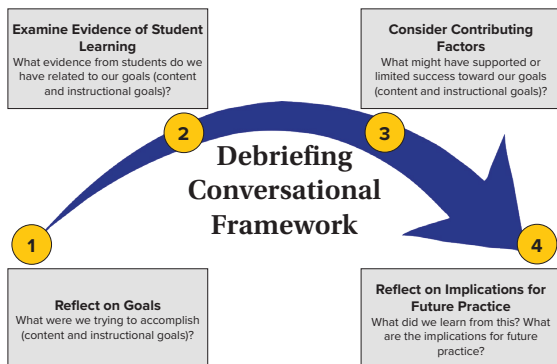 Examine Evidence of Student
Learning
What evidence from students do we
have related to our goals (content
and instructional goals)?
Consider Contributing
Factors
What might have supported or
limited success toward our goals
(content and instructional goals)?
2
3
Debriefing
Conversational
Framework
1
4
Reflect on Goals
What were we trying to accomplish
(content and instructional goals)?
Reflect on Implications for
Future Practice
What did we learn from this? What
are the implications for future
practice?